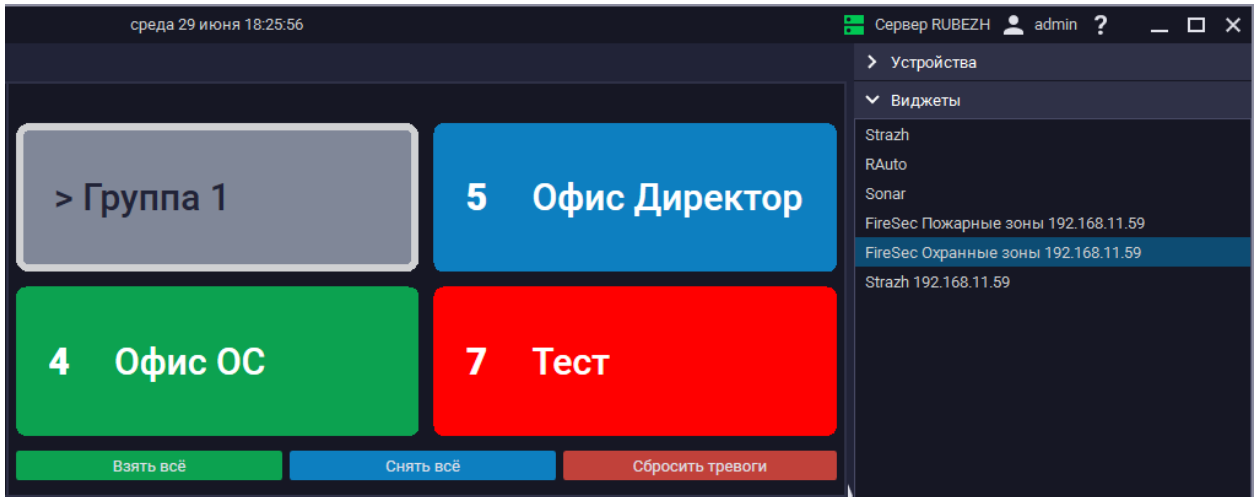 среда 29 июня 18:25:56
Сервер RUBEZH admin ?
Устройства
Виджеты
Strazh
RAuto
Sonar
FireSec Пожарные зоны 192.168.11.59
FireSec Охранные зоны 192.168.11.59
Strazh 192.168.11.59
> Группа 1
5 Офис Директор
4 Офис ОС
7 Тест
Взять всё
Снять всё
Сбросить тревоги